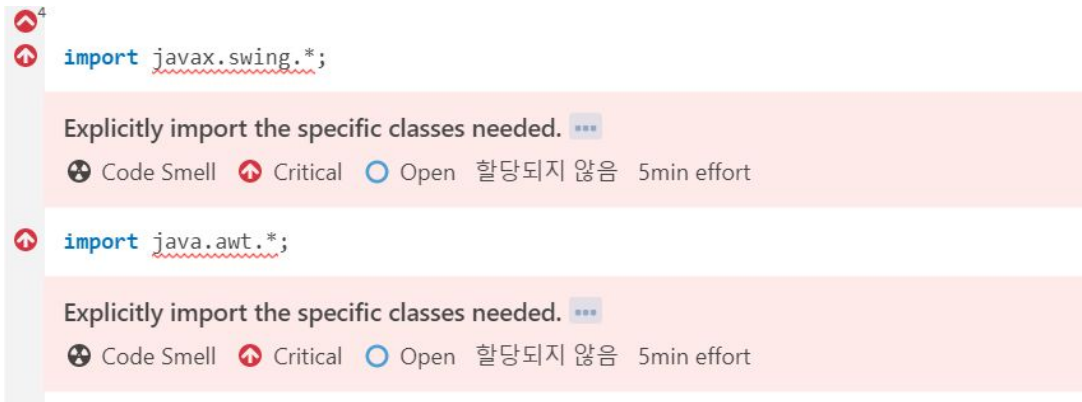 4
import javax.swing.*;
Explicitly import the specific classes needed. ...
Code Smell Critical Open 할당되지 않음 5min effort
import java.awt.*;
Explicitly import the specific classes needed. ...
Code Smell Critical Open 할당되지 않음 5min effort